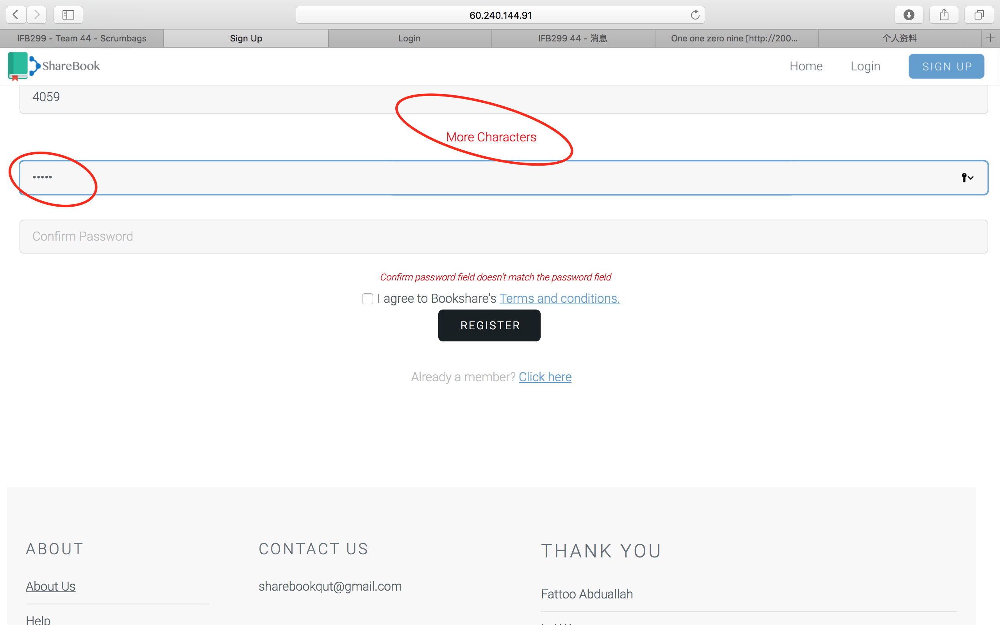 60.240.144.91
IFB299 - Team 44 - Scrumbags
Sign Up
Login
IFB299 44 - 消息
One one zero nine [http://200...
个人资料
ShareBook
Home
Login
SIGN UP
4059
More Characters
•••••
Confirm Password
Confirm password field doesn't match the password field
I agree to Bookshare's Terms and conditions.
REGISTER
Already a member? Click here
ABOUT
CONTACT US
THANK YOU
About Us
sharebookqut@gmail.com
Fattoo Abduallah
Help